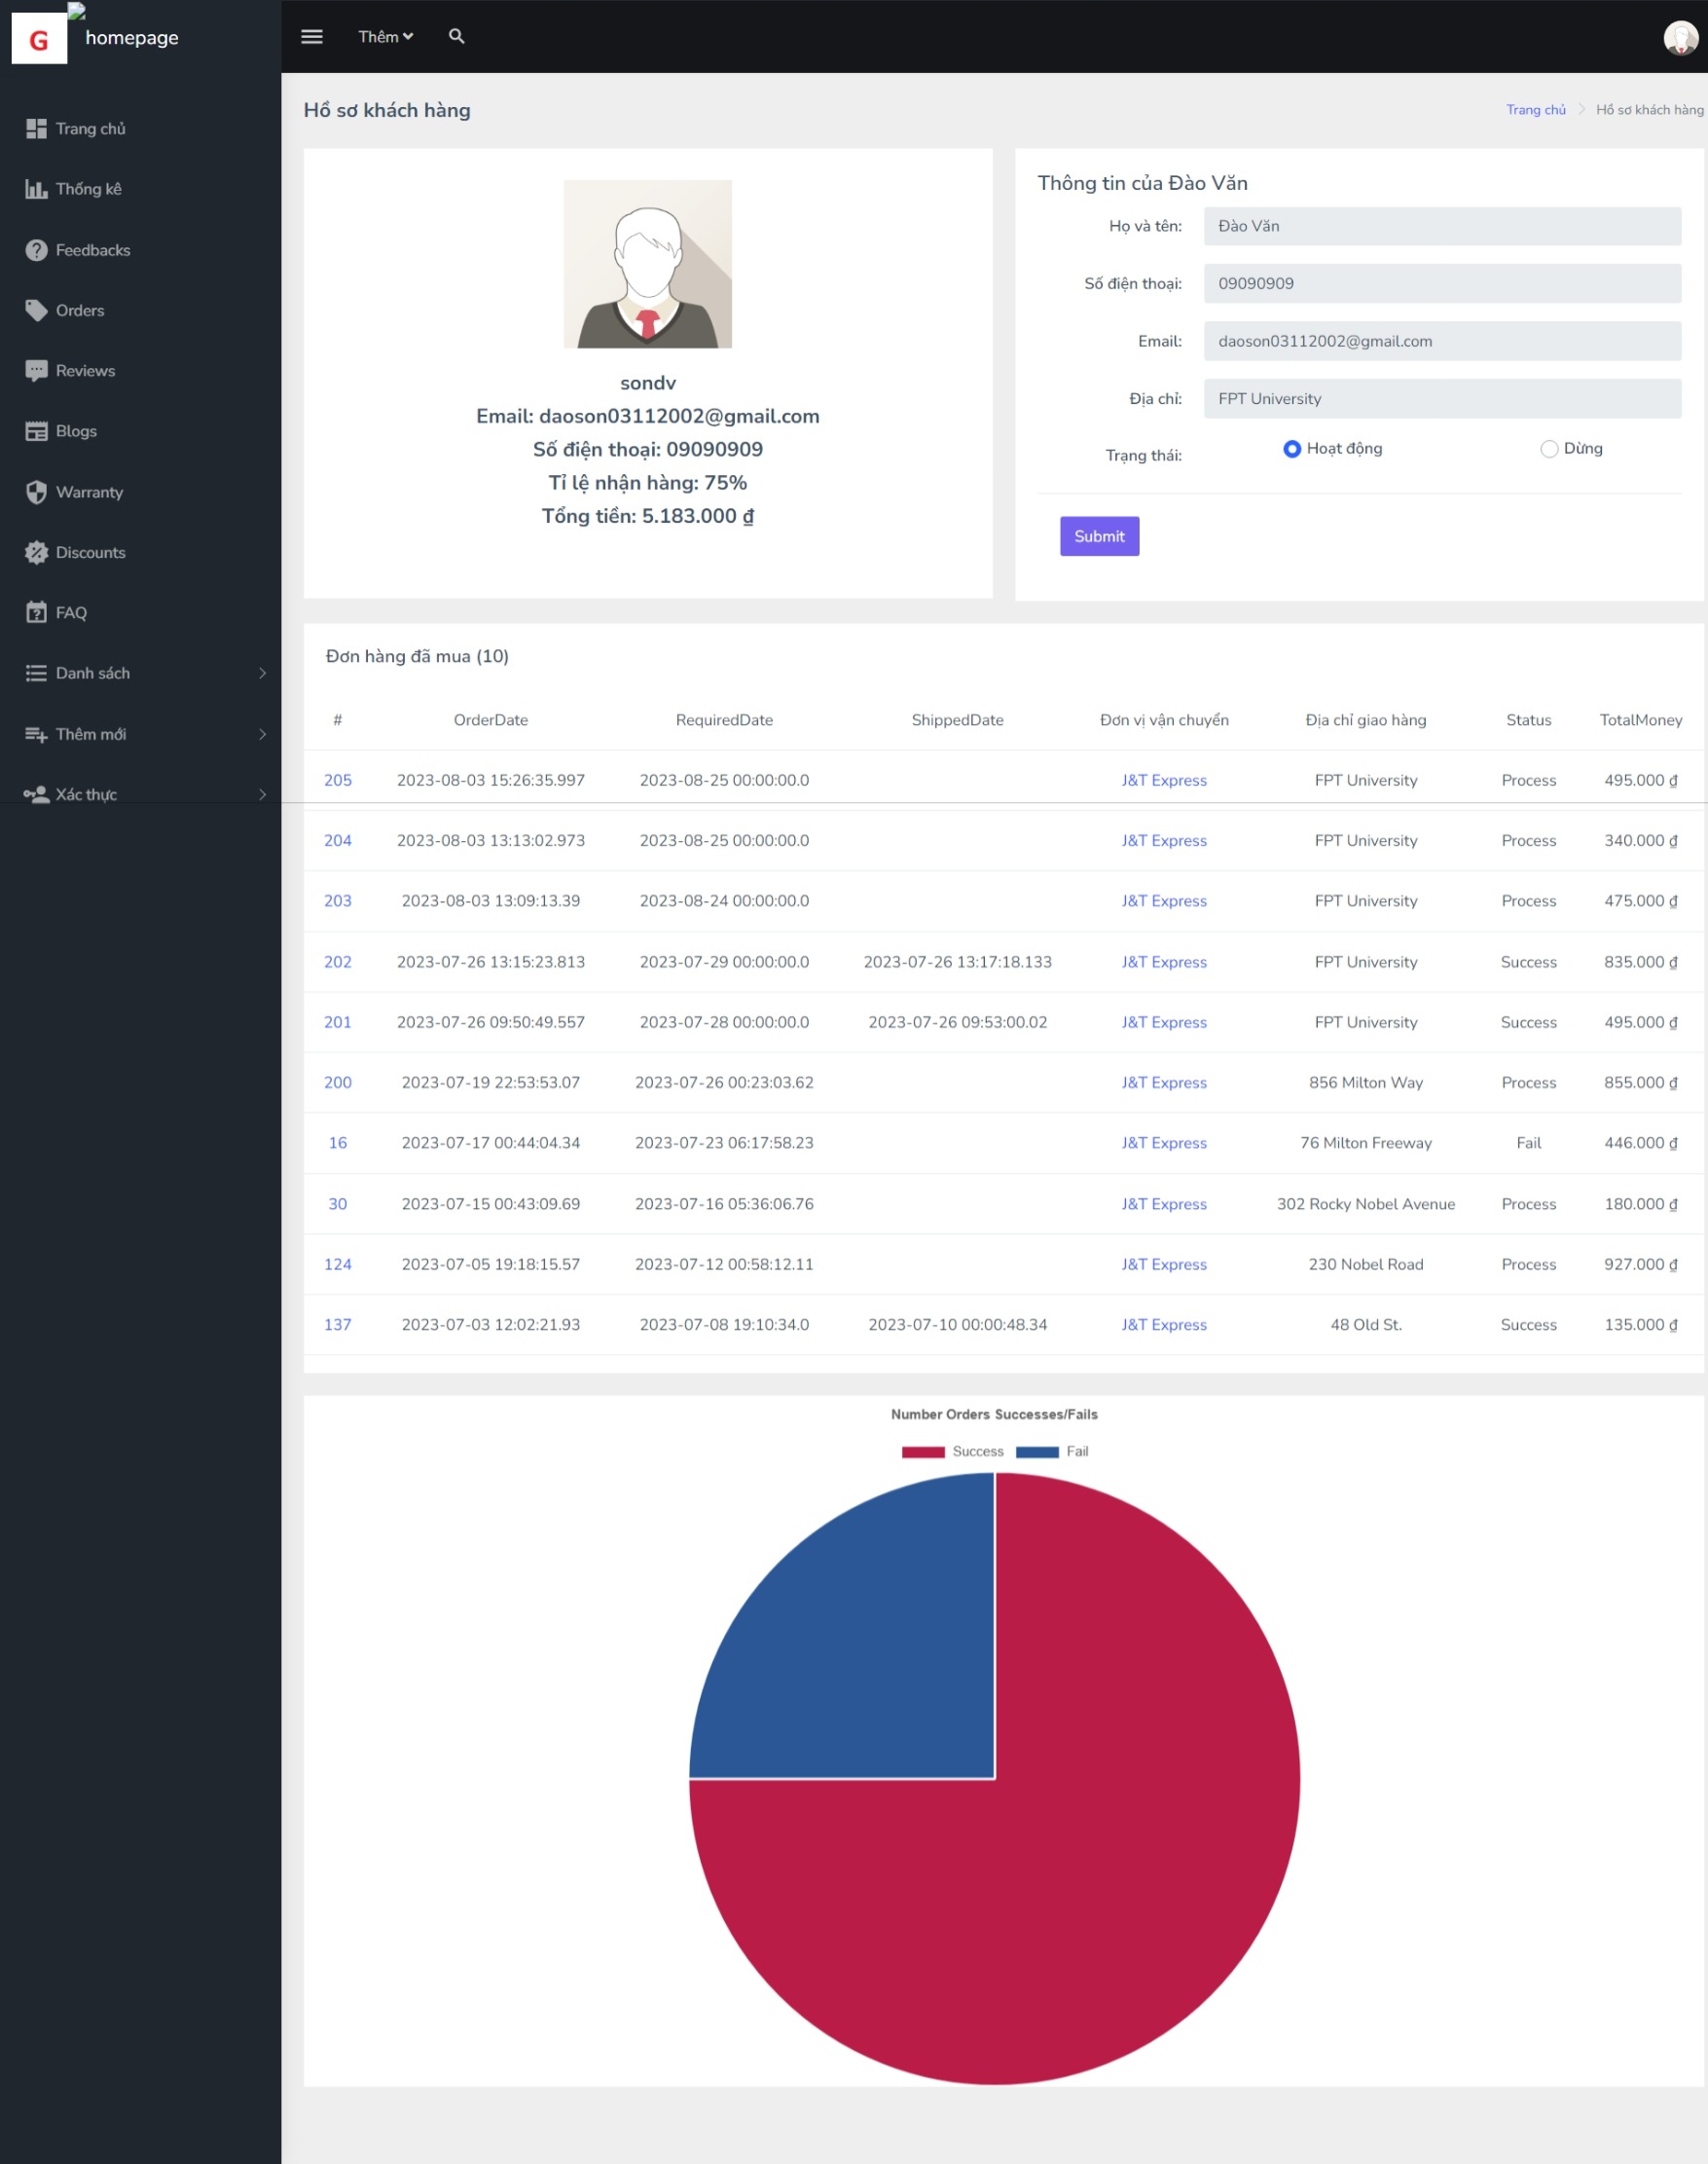 G homepage
Thêm
Trang chủ
Thống kê
Feedbacks
Orders
Reviews
Blogs
Warranty
Discounts
FAQ
Danh sách
Thêm mới
Xác thực
Hồ sơ khách hàng
Trang chủ > Hồ sơ khách hàng
sondv
Email: daoson03112002@gmail.com
Số điện thoại: 09090909
Tỉ lệ nhận hàng: 75%
Tổng tiền: 5.183.000 ₫
Thông tin của Đào Văn
Họ và tên: Đào Văn
Số điện thoại: 09090909
Email: daoson03112002@gmail.com
Địa chỉ: FPT University
Trạng thái: Hoạt động Dừng
Submit
Đơn hàng đã mua (10)
# OrderDate RequiredDate ShippedDate Đơn vị vận chuyển Địa chỉ giao hàng Status TotalMoney
205 2023-08-03 15:26:35.997 2023-08-25 00:00:00.0 J&T Express FPT University Process 495.000 ₫
204 2023-08-03 13:13:02.973 2023-08-25 00:00:00.0 J&T Express FPT University Process 340.000 ₫
203 2023-08-03 13:09:13.39 2023-08-24 00:00:00.0 J&T Express FPT University Process 475.000 ₫
202 2023-07-26 13:15:23.813 2023-07-29 00:00:00.0 2023-07-26 13:17:18.133 J&T Express FPT University Success 835.000 ₫
201 2023-07-26 09:50:49.557 2023-07-28 00:00:00.0 2023-07-26 09:53:00.02 J&T Express FPT University Success 495.000 ₫
200 2023-07-19 22:53:53.07 2023-07-26 00:23:03.62 J&T Express 856 Milton Way Process 855.000 ₫
16 2023-07-17 00:44:04.34 2023-07-23 06:17:58.23 J&T Express 76 Milton Freeway Fail 446.000 ₫
30 2023-07-15 00:43:09.69 2023-07-16 05:36:06.76 J&T Express 302 Rocky Nobel Avenue Process 180.000 ₫
124 2023-07-05 19:18:15.57 2023-07-12 00:58:12.11 J&T Express 230 Nobel Road Process 927.000 ₫
137 2023-07-03 12:02:21.93 2023-07-08 19:10:34.0 2023-07-10 00:00:48.34 J&T Express 48 Old St. Success 135.000 ₫
Number Orders Successes/Fails
Success Fail